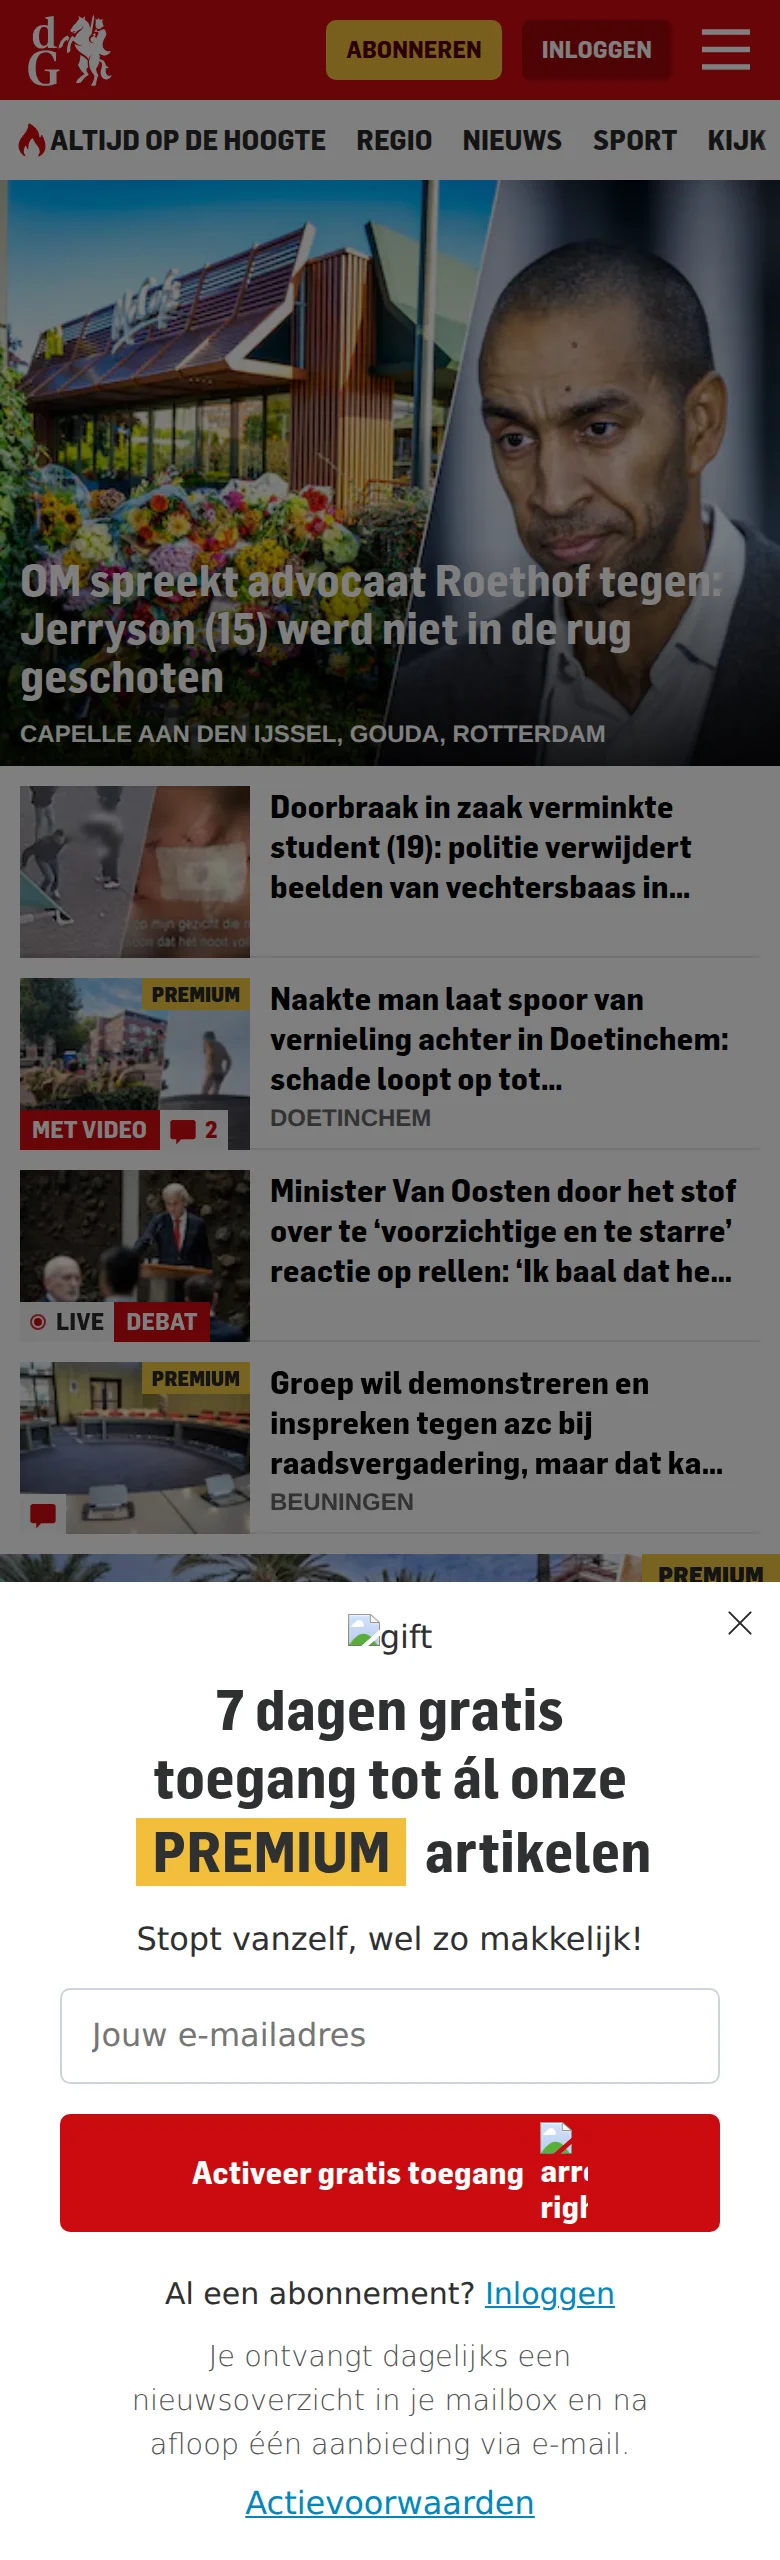 dG
ABONNEREN
INLOGGEN
ALTIJD OP DE HOOGTE
REGIO
NIEUWS
SPORT
KIJK
McCafé
OM spreekt advocaat Roethof tegen:
Jerryson (15) werd niet in de rug
geschoten
CAPELLE AAN DEN IJSSEL, GOUDA, ROTTERDAM
op mijn gezicht die n
Doorbraak in zaak verminkte
student (19): politie verwijdert
beelden van vechtersbaas in...
PREMIUM
MET VIDEO
2
Naakte man laat spoor van
vernieling achter in Doetinchem:
schade loopt op tot...
DOETINCHEM
LIVE
DEBAT
Minister Van Oosten door het stof
over te ‘voorzichtige en te starre’
reactie op rellen: ‘Ik baal dat he...
PREMIUM
Groep wil demonstreren en
inspreken tegen azc bij
raadsvergadering, maar dat ka...
BEUNINGEN
PREMIUM
gift
7 dagen gratis
toegang tot ál onze
PREMIUM artikelen
Stopt vanzelf, wel zo makkelijk!
Jouw e-mailadres
Activeer gratis toegang
arro
righ
Al een abonnement? Inloggen
Je ontvangt dagelijks een
nieuwsoverzicht in je mailbox en na
afloop één aanbieding via e-mail.
Actievoorwaarden